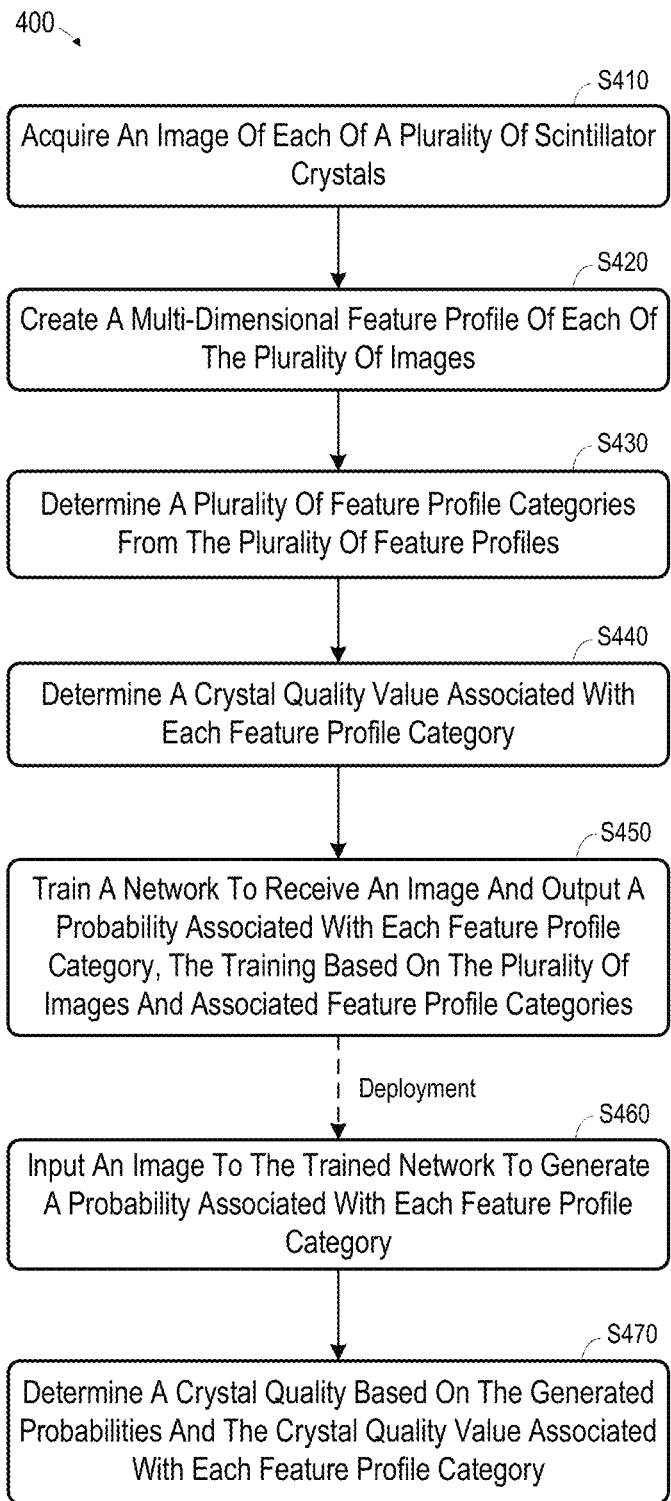 400
S410
Acquire An Image Of Each Of A Plurality Of Scintillator
Crystals
S420
Create A Multi-Dimensional Feature Profile Of Each Of
The Plurality Of Images
S430
Determine A Plurality Of Feature Profile Categories
From The Plurality Of Feature Profiles
S440
Determine A Crystal Quality Value Associated With
Each Feature Profile Category
S450
Train A Network To Receive An Image And Output A
Probability Associated With Each Feature Profile
Category, The Training Based On The Plurality Of
Images And Associated Feature Profile Categories
Deployment
S460
Input An Image To The Trained Network To Generate
A Probability Associated With Each Feature Profile
Category
S470
Determine A Crystal Quality Based On The Generated
Probabilities And The Crystal Quality Value Associated
With Each Feature Profile Category